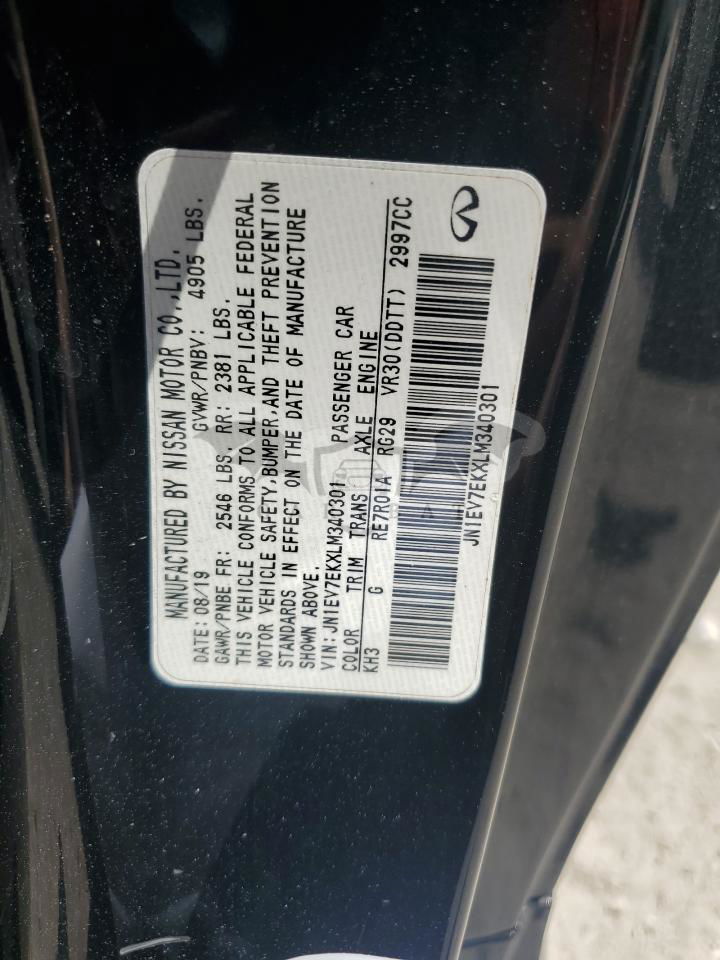 MANUFACTURED BY NISSAN MOTOR CO.,LTD.
DATE: 08/19 GVWR/PNBV: 4905 LBS.
GAWR/PNBE FR: 2546 LBS. RR: 2381 LBS.
THIS VEHICLE CONFORMS TO ALL APPLICABLE FEDERAL
MOTOR VEHICLE SAFETY,BUMPER,AND THEFT PREVENTION
STANDARDS IN EFFECT ON THE DATE OF MANUFACTURE
SHOWN ABOVE.
VIN:JN1EV7EKXLM340301 PASSENGER CAR
COLOR TRIM TRANS AXLE ENGINE
KH3 G RE7R01A RG29 VR30(DDTT) 2997CC
JN1EV7EKXLM340301